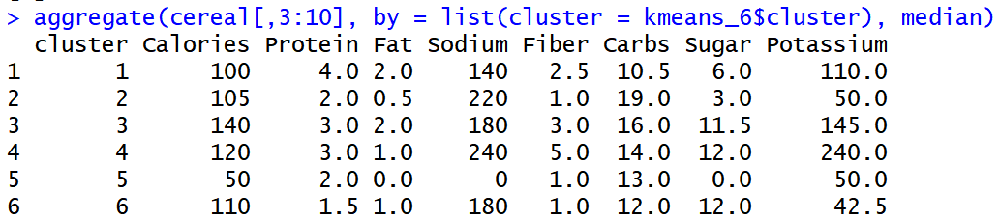 > aggregate(cereal[,3:10], by = list(cluster = kmeans_6$cluster), median)
cluster Calories Protein Fat Sodium Fiber Carbs Sugar Potassium
1 1 100 4.0 2.0 140 2.5 10.5 6.0 110.0
2 2 105 2.0 0.5 220 1.0 19.0 3.0 50.0
3 3 140 3.0 2.0 180 3.0 16.0 11.5 145.0
4 4 120 3.0 1.0 240 5.0 14.0 12.0 240.0
5 5 50 2.0 0.0 0 1.0 13.0 0.0 50.0
6 6 110 1.5 1.0 180 1.0 12.0 12.0 42.5